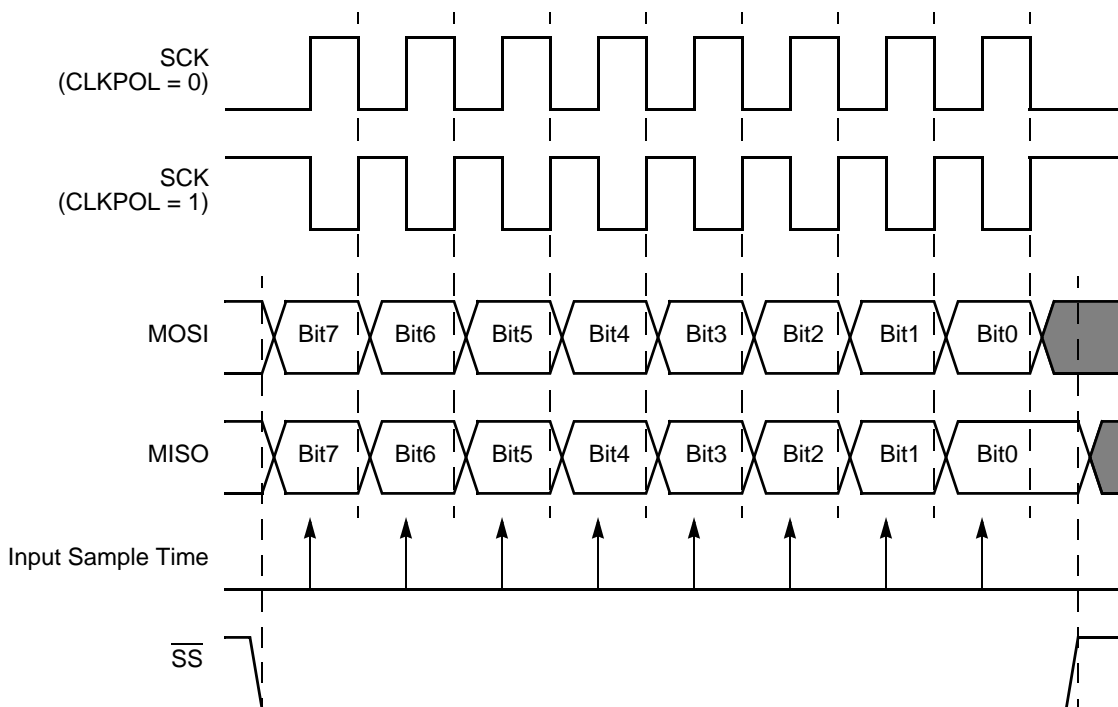 SCK
(CLKPOL = 0)
SCK
(CLKPOL = 1)
MOSI
Bit7 Bit6 Bit5 Bit4 Bit3 Bit2 Bit1 Bit0
MISO
Bit7 Bit6 Bit5 Bit4 Bit3 Bit2 Bit1 Bit0
Input Sample Time
SS